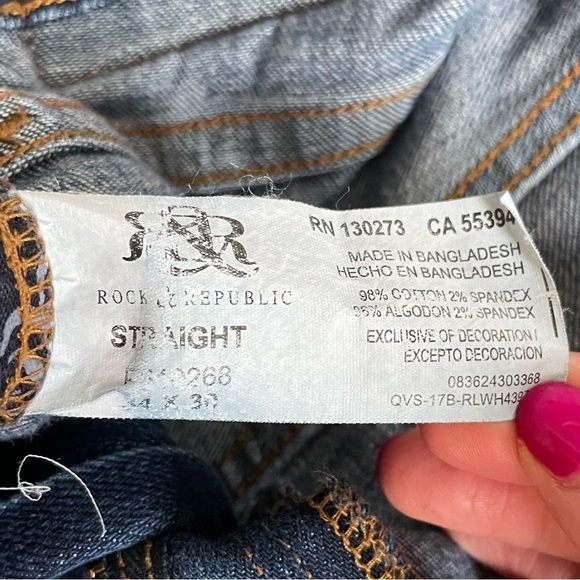 RR
ROCK & REPUBLIC
STRAIGHT
X 30
RN 130273 CA 55394
MADE IN BANGLADESH
HECHO EN BANGLADESH
98% COTTON 2% SPANDEX
98% ALGODON 2% SPANDEX
EXCLUSIVE OF DECORATION
EXCEPTO DECORACION
083624303368